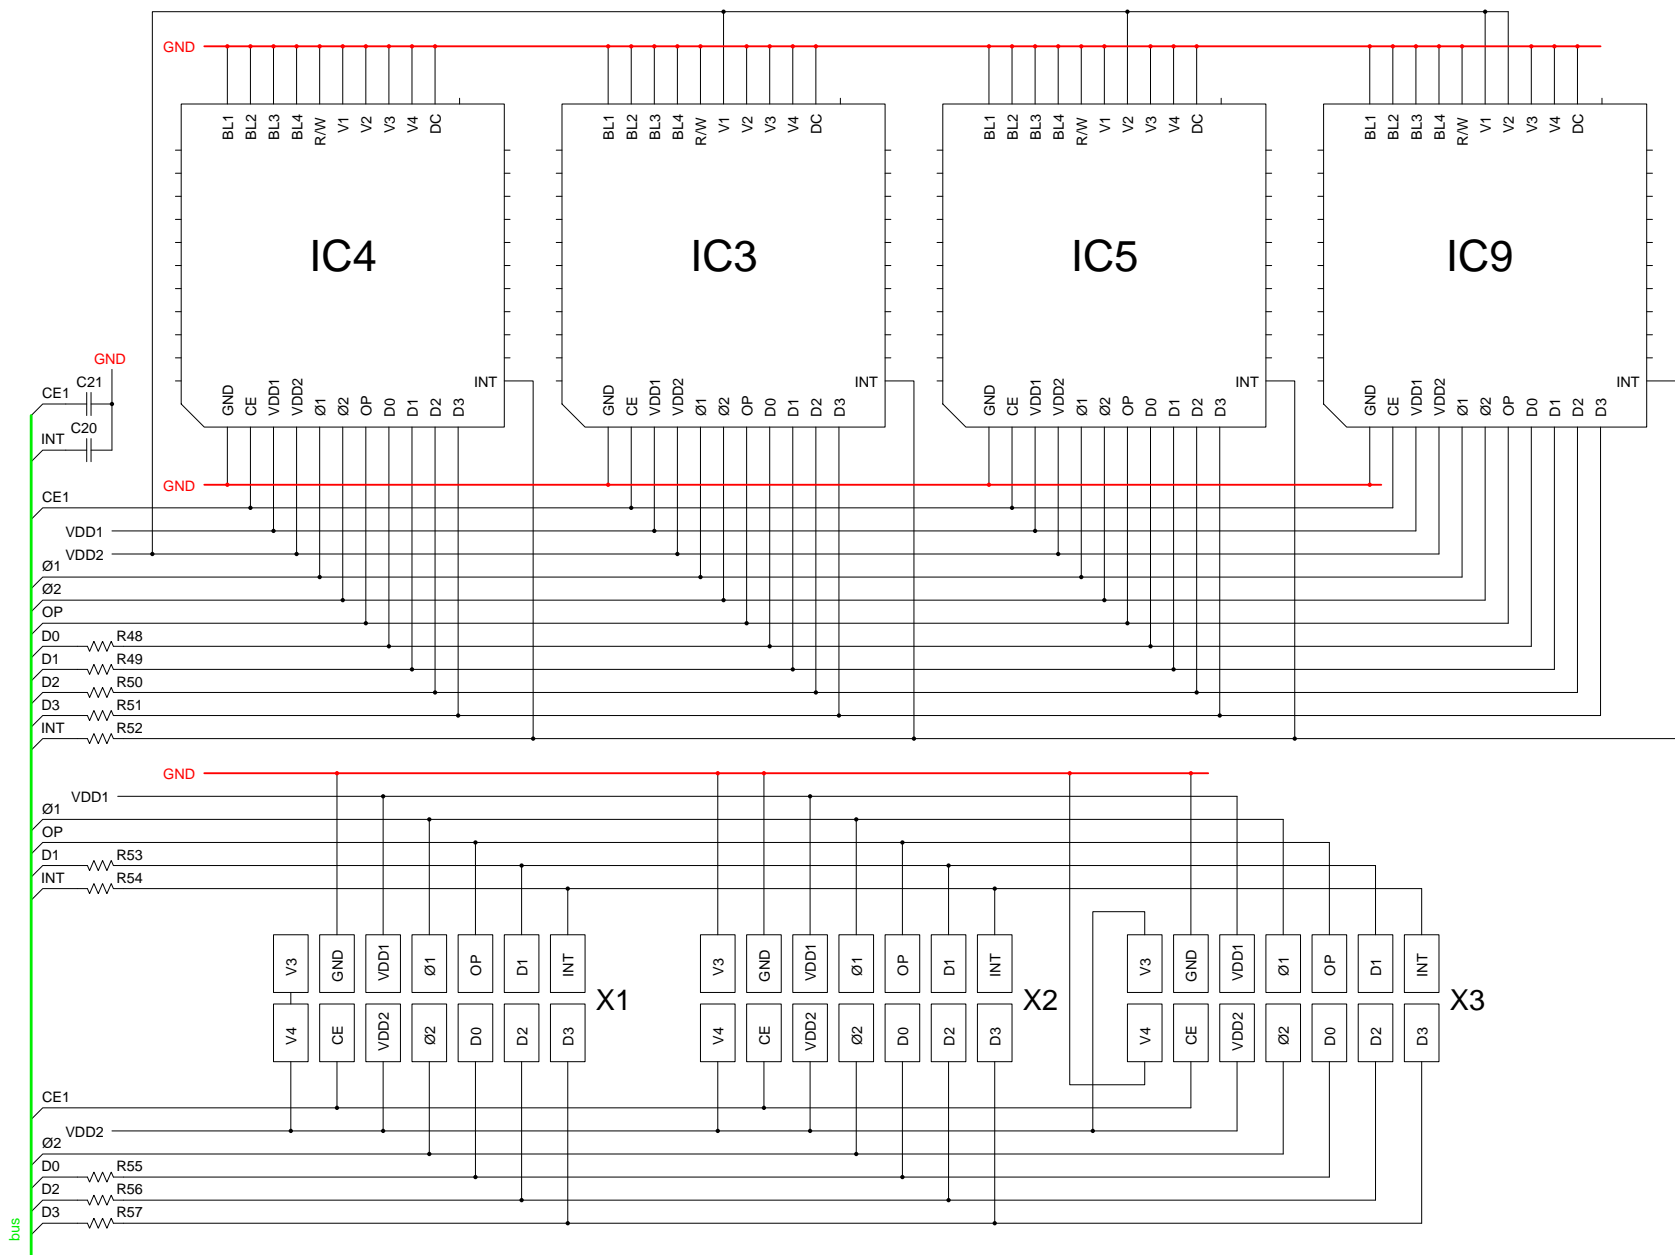 GND
BL1 BL2 BL3 BL4 R/W V1 V2 V3 V4 DC BL1 BL2 BL3 BL4 R/W V1 V2 V3 V4 DC BL1 BL2 BL3 BL4 R/W V1 V2 V3 V4 DC BL1 BL2 BL3 BL4 R/W V1 V2 V3 V4 DC
IC4 IC3 IC5 IC9
GND
INT INT INT INT
CE1 C21
GND CE VDD1 VDD2 Ø1 Ø2 OP D0 D1 D2 D3 GND CE VDD1 VDD2 Ø1 Ø2 OP D0 D1 D2 D3 GND CE VDD1 VDD2 Ø1 Ø2 OP D0 D1 D2 D3 GND CE VDD1 VDD2 Ø1 Ø2 OP D0 D1 D2 D3
INT C20
GND
CE1
VDD1
VDD2
Ø1
Ø2
OP
D0 R48
D1 R49
D2 R50
D3 R51
INT R52
GND
VDD1
Ø1
OP
D1 R53
INT R54
V3 GND VDD1 Ø1 OP D1 INT V3 GND VDD1 Ø1 OP D1 INT V3 GND VDD1 Ø1 OP D1 INT
X1 X2 X3
V4 CE VDD2 Ø2 D0 D2 D3 V4 CE VDD2 Ø2 D0 D2 D3 V4 CE VDD2 Ø2 D0 D2 D3
CE1
VDD2
Ø2
D0 R55
D2 R56
D3 R57
bus